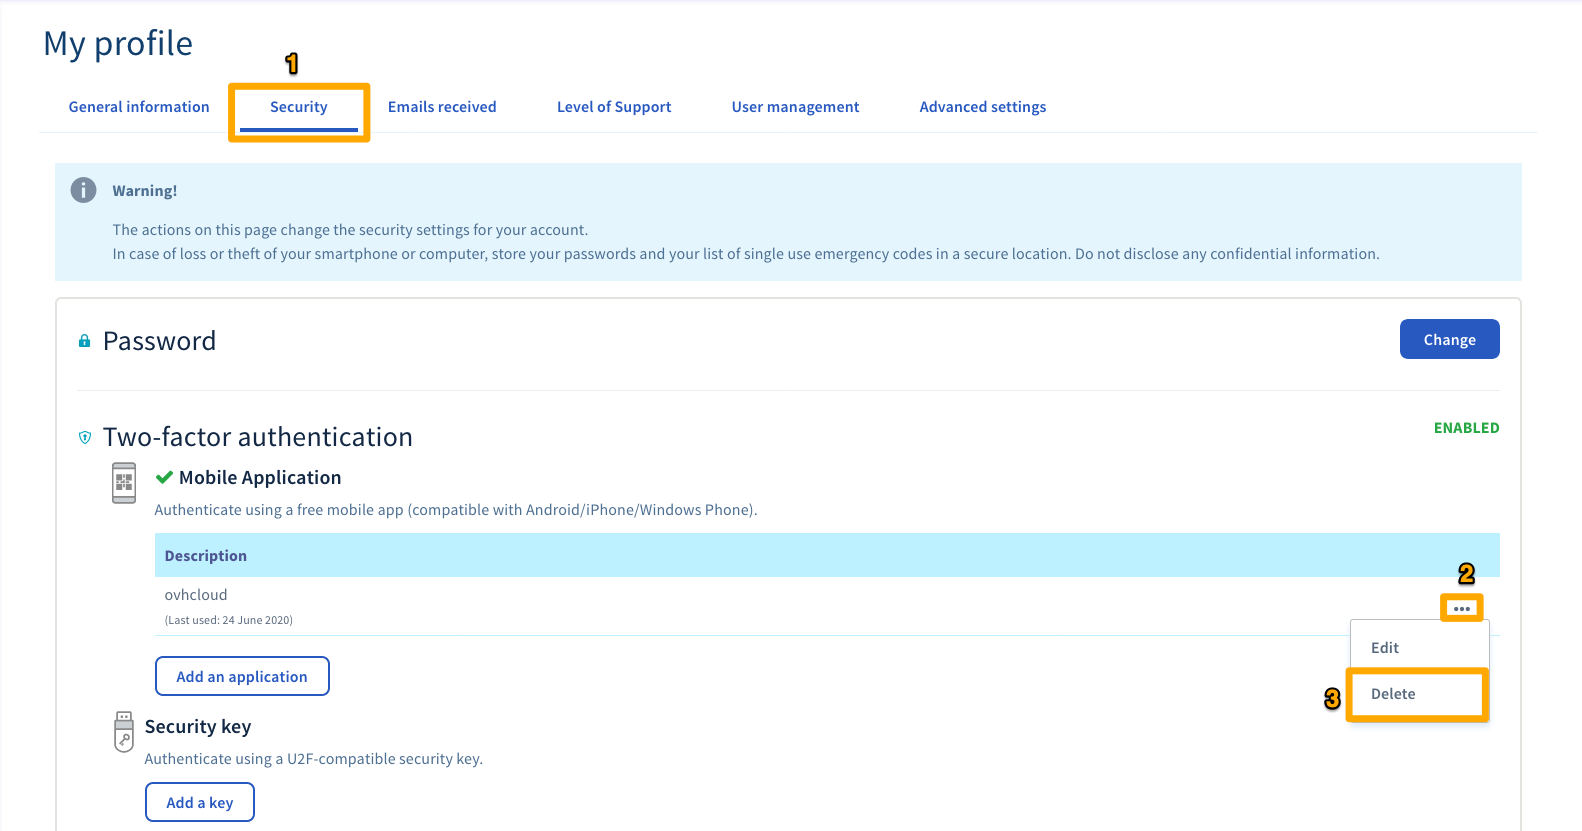 My profile
1
General information Security Emails received Level of Support User management Advanced settings
Warning!
The actions on this page change the security settings for your account.
In case of loss or theft of your smartphone or computer, store your passwords and your list of single use emergency codes in a secure location. Do not disclose any confidential information.
Password
Change
Two-factor authentication
ENABLED
Mobile Application
Authenticate using a free mobile app (compatible with Android/iPhone/Windows Phone).
Description
2
ovhcloud
(Last used: 24 June 2020)
Edit
3 Delete
Add an application
Security key
Authenticate using a U2F-compatible security key.
Add a key